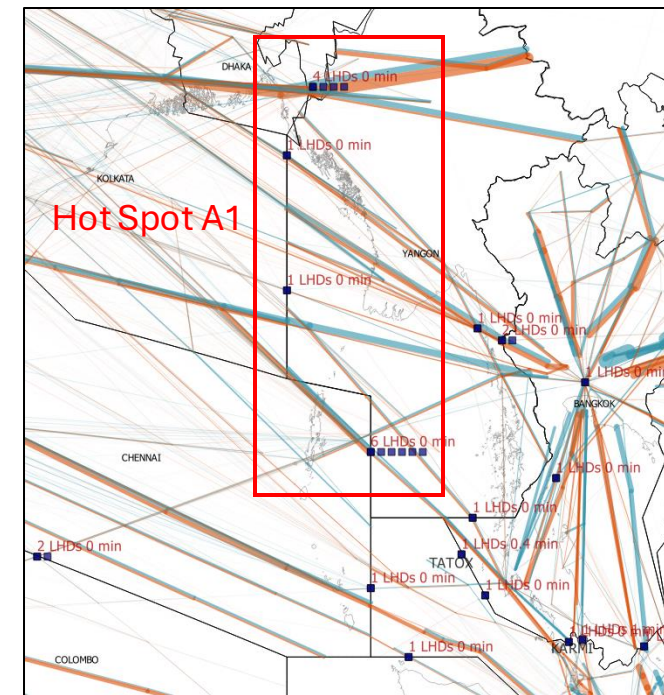 DHAKA
4 LHDs 0 min
1 LHDs 0 min
KOLKATA
Hot Spot A1
YANGON
1 LHDs 0 min
1 LHDs 0 min
2 LHDs 0 min
1 LHDs 0 min
BANGKOK
6 LHDs 0 min
CHENNAI
1 LHDs 0 min
1 LHDs 0 min
1 LHDs 0.4 min
2 LHDs 0 min
TATOX
1 LHDs 0 min
1 LHDs 0 min
KARMI
1 LHDs 0 min
COLOMBO